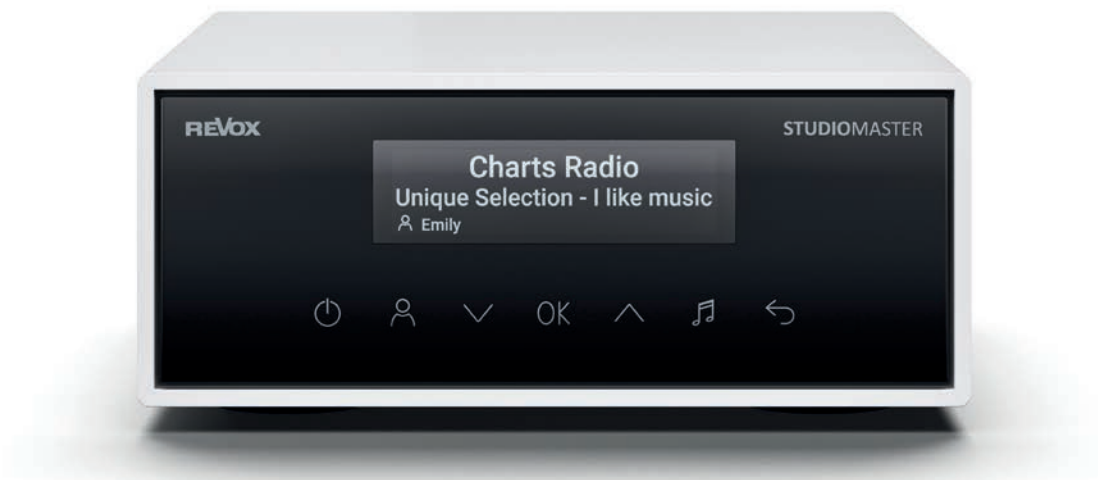 REVOX
STUDIOMASTER
Charts Radio
Unique Selection - I like music
Emily
OK